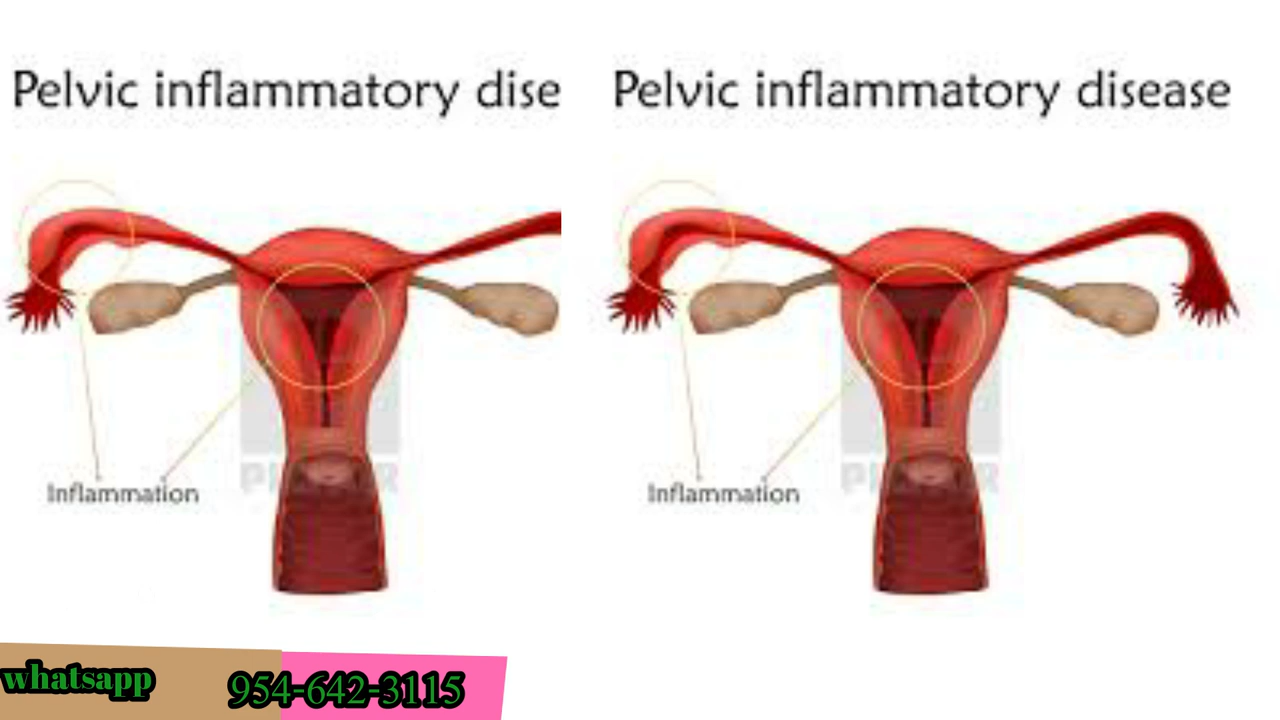 Pelvic inflammatory dise
Pelvic inflammatory disease
Inflammation
Inflammation
whatsapp
954-642-3115